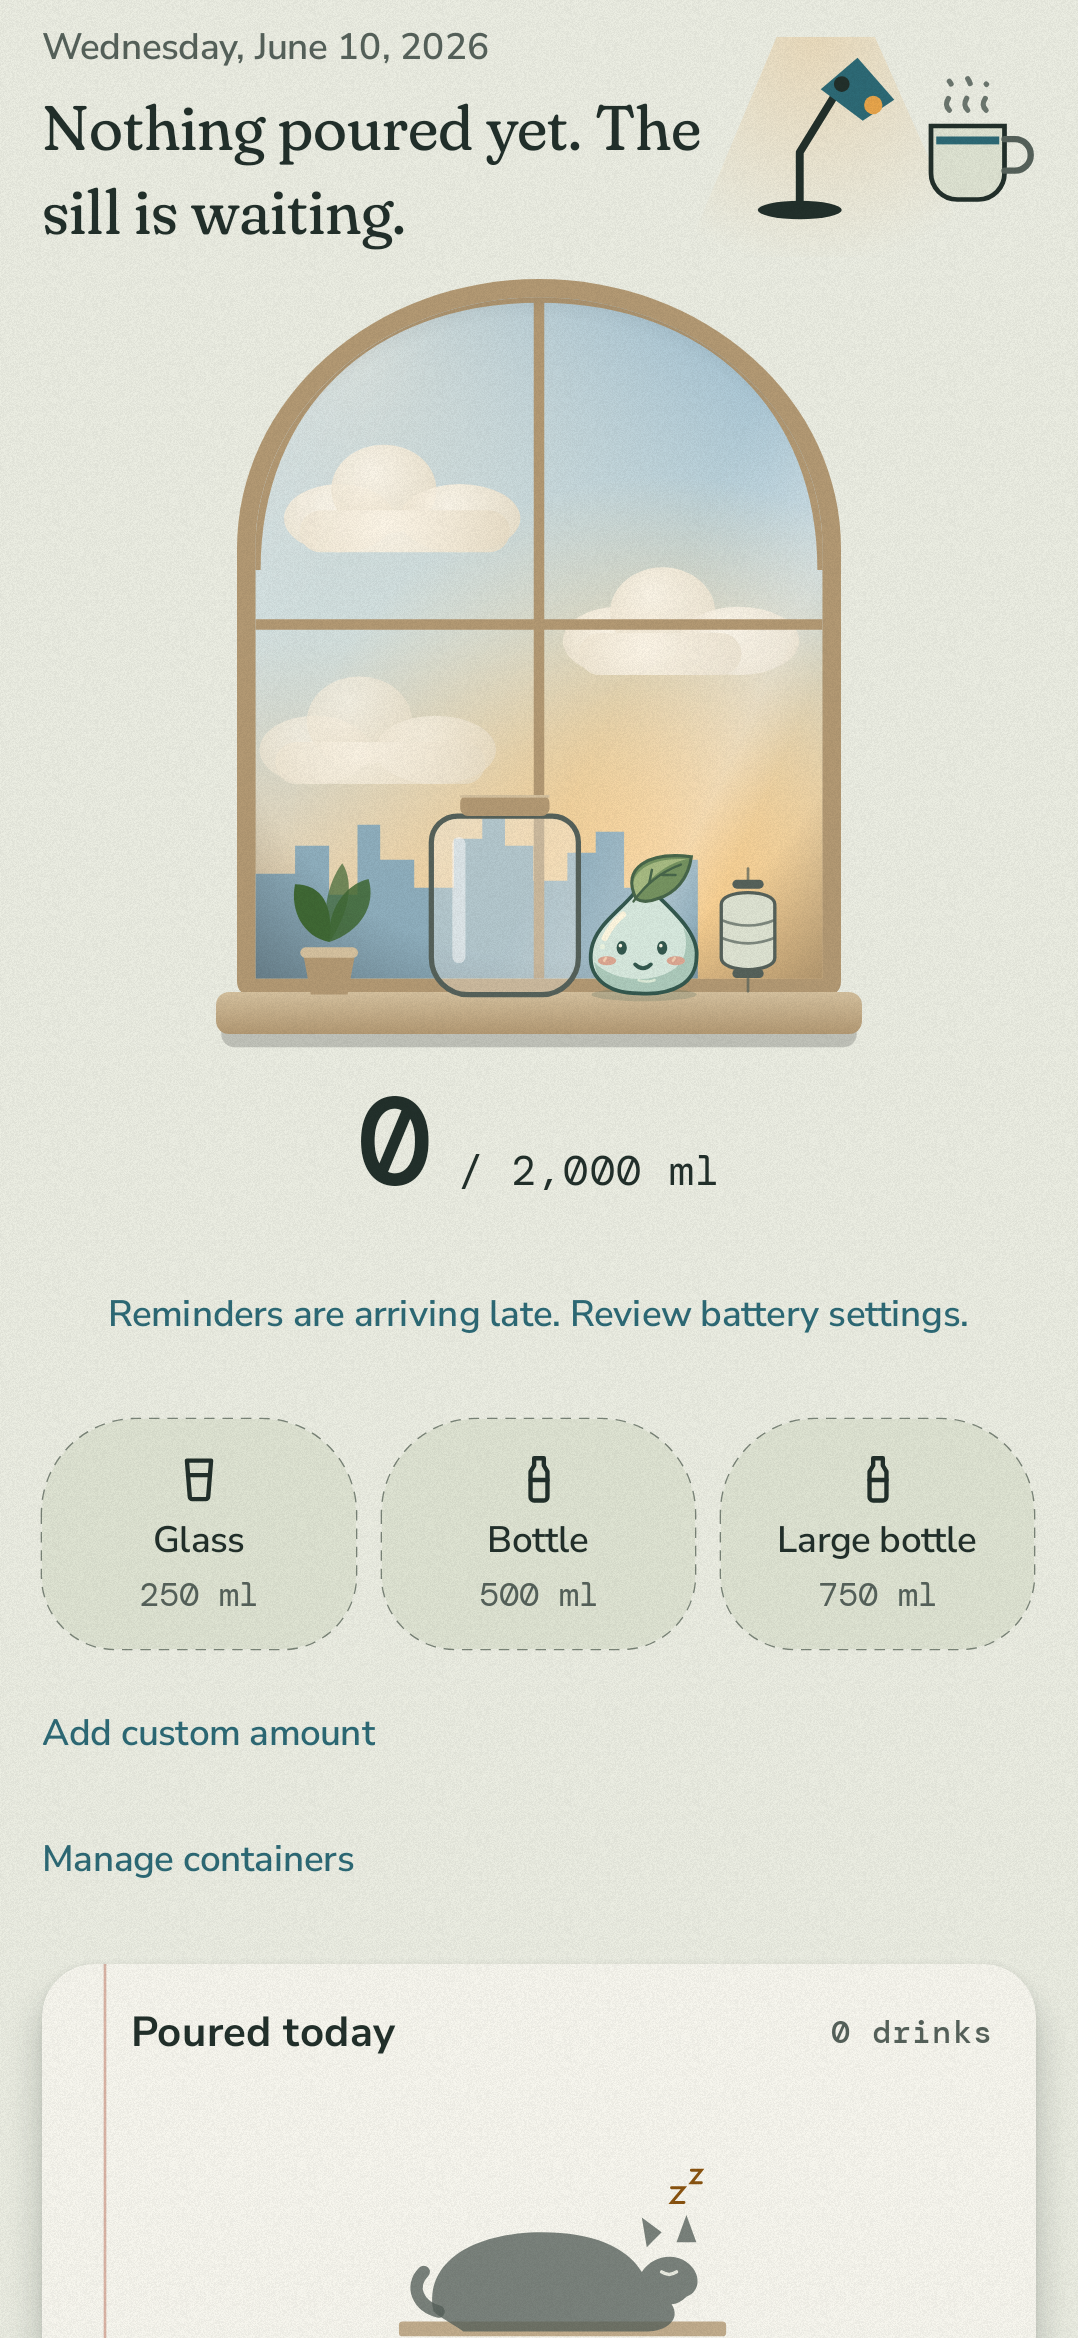 Wednesday, June 10, 2026
Nothing poured yet. The
sill is waiting.
0 / 2,000 ml
Reminders are arriving late. Review battery settings.
Glass
250 ml
Bottle
500 ml
Large bottle
750 ml
Add custom amount
Manage containers
Poured today
0 drinks
z z